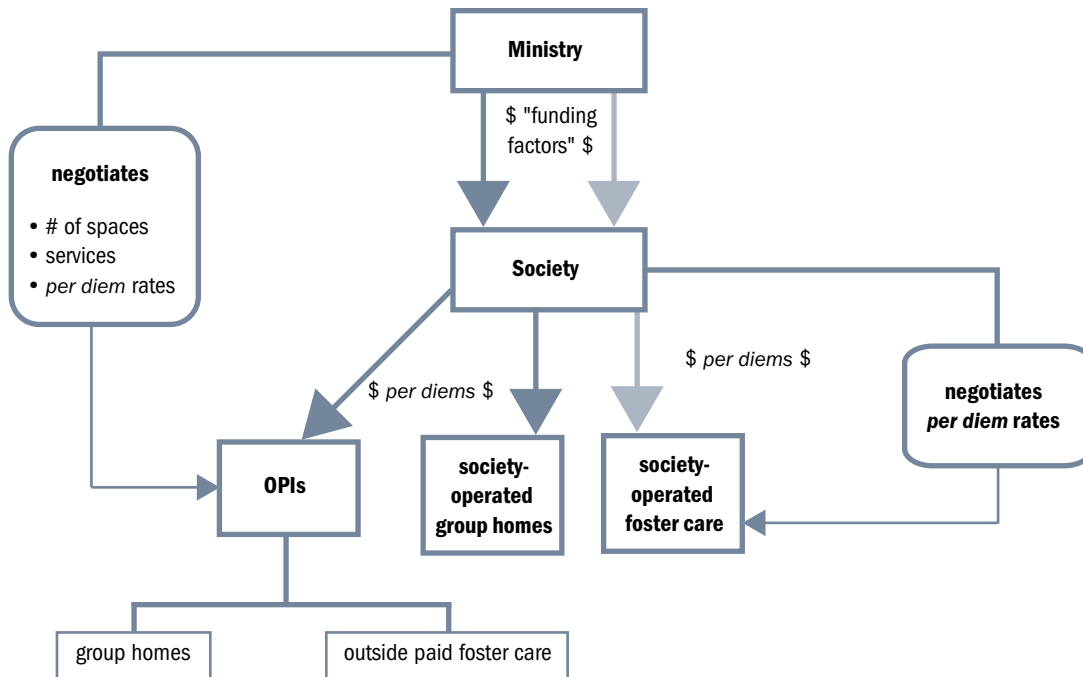 Ministry
$ "funding
factors" $
negotiates
• # of spaces
• services
• per diem rates
Society
$ per diems $
$ per diems $
negotiates
per diem rates
OPIs
society-
operated
group homes
society-
operated
foster care
group homes
outside paid foster care